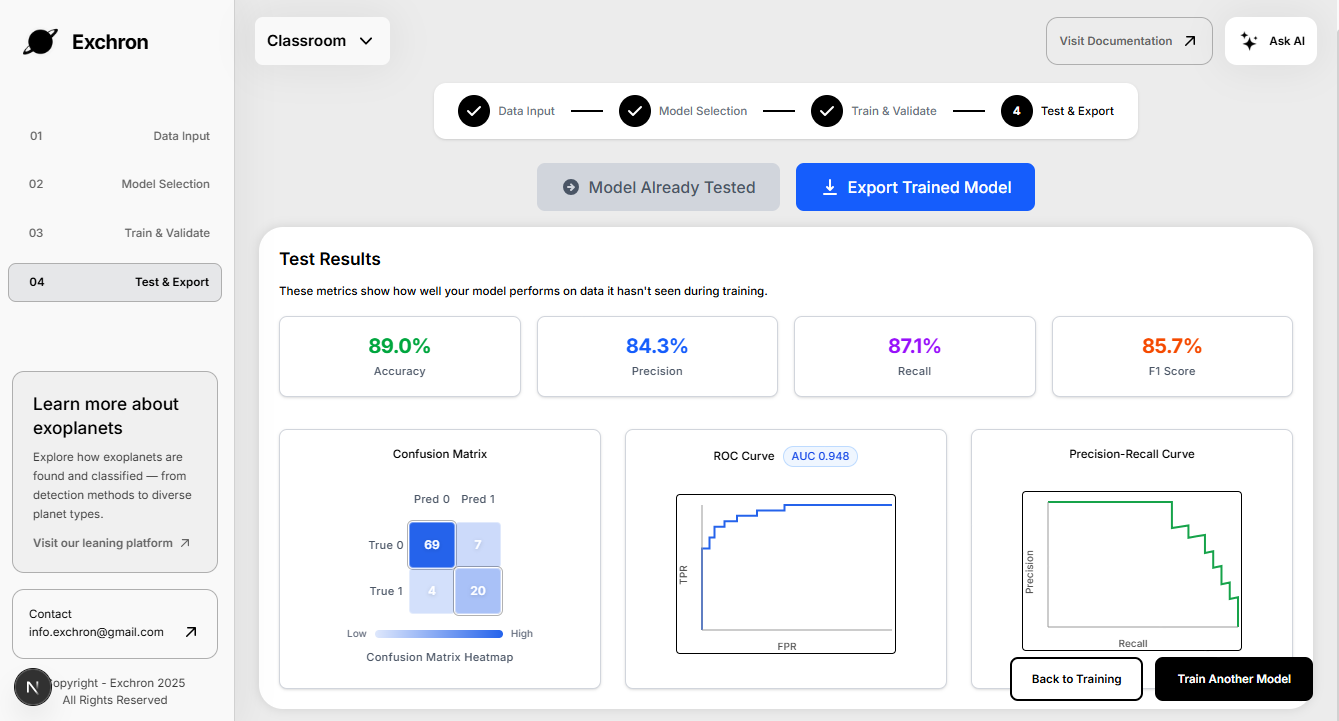 Exchron
Classroom
Visit Documentation
Ask AI
Data Input
Model Selection
Train & Validate
4
Test & Export
01 Data Input
02 Model Selection
03 Train & Validate
04 Test & Export
Model Already Tested
Export Trained Model
Test Results
These metrics show how well your model performs on data it hasn't seen during training.
89.0%
Accuracy
84.3%
Precision
87.1%
Recall
85.7%
F1 Score
Learn more about
exoplanets
Explore how exoplanets are
found and classified — from
detection methods to diverse
planet types.
Visit our leaning platform
Contact
info.exchron@gmail.com
N
opyright - Exchron 2025
All Rights Reserved
Confusion Matrix
Pred 0 Pred 1
True 0 69 7
True 1 4 20
Low High
Confusion Matrix Heatmap
ROC Curve AUC 0.948
TPR
FPR
Precision-Recall Curve
Precision
Recall
Back to Training
Train Another Model